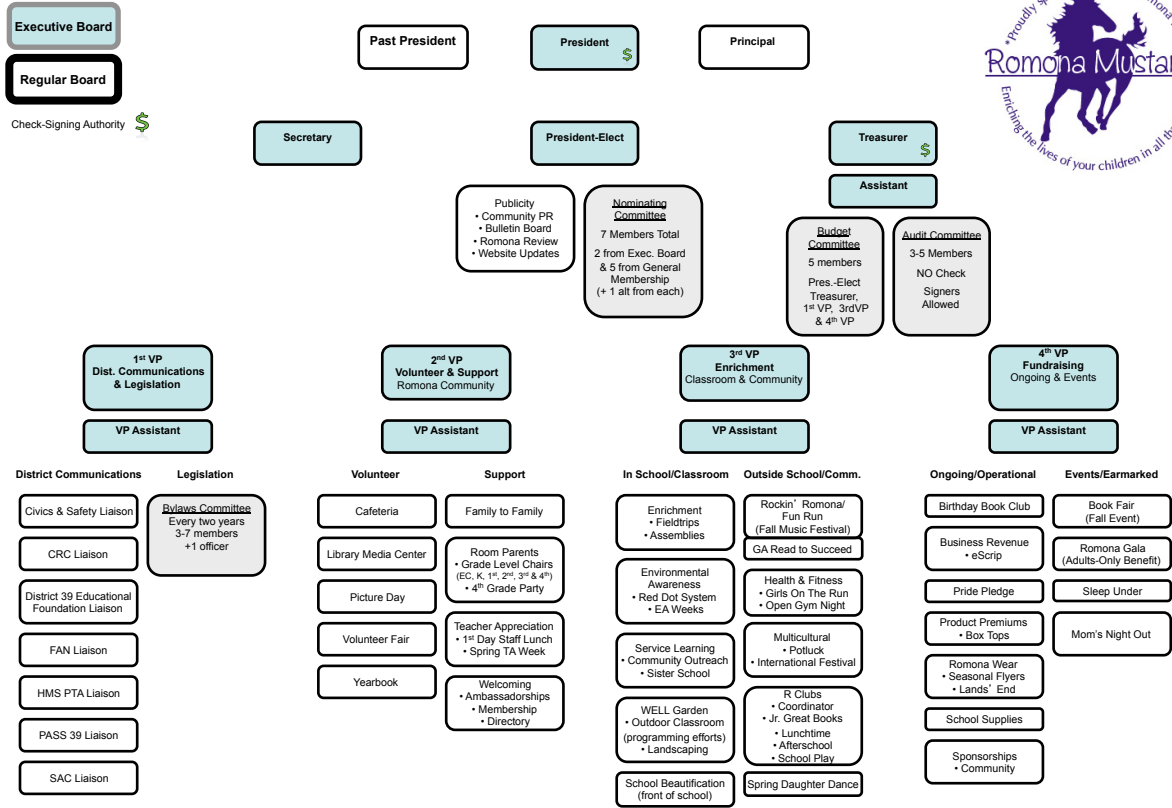 Executive Board
Regular Board
Check-Signing Authority $
Past President
President
$
Principal
Romona Mustan
Enriching the lives of your children in all th
*Proudly sp
Secretary
President-Elect
Treasurer
$
Assistant
Publicity
• Community PR
• Bulletin Board
• Romona Review
• Website Updates
Nominating
Committee
7 Members Total
2 from Exec. Board
& 5 from General
Membership
(+ 1 alt from each)
Budget
Committee
5 members
Pres.-Elect
Treasurer,
1st VP, 3rdVP
& 4th VP
Audit Committee
3-5 Members
NO Check
Signers
Allowed
1st VP
Dist. Communications
& Legislation
VP Assistant
2nd VP
Volunteer & Support
Romona Community
VP Assistant
3rd VP
Enrichment
Classroom & Community
VP Assistant
4th VP
Fundraising
Ongoing & Events
VP Assistant
District Communications
Civics & Safety Liaison
CRC Liaison
District 39 Educational
Foundation Liaison
FAN Liaison
HMS PTA Liaison
PASS 39 Liaison
SAC Liaison
Legislation
Bylaws Committee
Every two years
3-7 members
+1 officer
Volunteer
Cafeteria
Library Media Center
Picture Day
Volunteer Fair
Yearbook
Support
Family to Family
Room Parents
• Grade Level Chairs
(EC, K, 1st, 2nd, 3rd & 4th)
• 4th Grade Party
Teacher Appreciation
• 1st Day Staff Lunch
• Spring TA Week
Welcoming
• Ambassadorships
• Membership
• Directory
In School/Classroom
Enrichment
• Fieldtrips
• Assemblies
Environmental
Awareness
• Red Dot System
• EA Weeks
Service Learning
• Community Outreach
• Sister School
WELL Garden
• Outdoor Classroom
(programming efforts)
• Landscaping
School Beautification
(front of school)
Outside School/Comm.
Rockin' Romona/
Fun Run
(Fall Music Festival)
GA Read to Succeed
Health & Fitness
• Girls On The Run
• Open Gym Night
Multicultural
• Potluck
• International Festival
R Clubs
• Coordinator
• Jr. Great Books
• Lunchtime
• Afterschool
• School Play
Spring Daughter Dance
Ongoing/Operational
Birthday Book Club
Business Revenue
• eScrip
Pride Pledge
Product Premiums
• Box Tops
Romona Wear
• Seasonal Flyers
• Lands' End
School Supplies
Sponsorships
• Community
Events/Earmarked
Book Fair
(Fall Event)
Romona Gala
(Adults-Only Benefit)
Sleep Under
Mom's Night Out